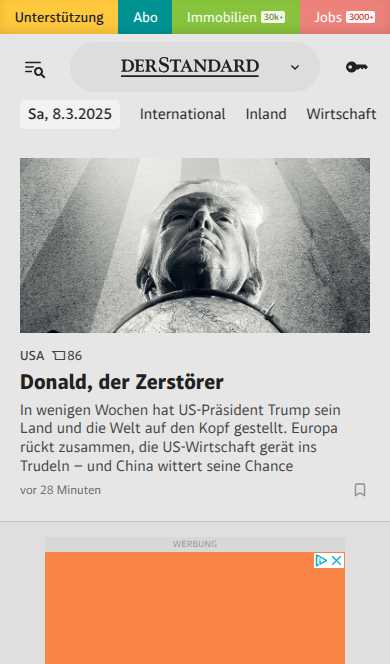 Unterstützung Abo Immobilien 30k+ Jobs 3000+
DERSTANDARD
Sa, 8.3.2025 International Inland Wirtschaft
USA 86
Donald, der Zerstörer
In wenigen Wochen hat US-Präsident Trump sein
Land und die Welt auf den Kopf gestellt. Europa
rückt zusammen, die US-Wirtschaft gerät ins
Trudeln – und China wittert seine Chance
vor 28 Minuten
WERBUNG